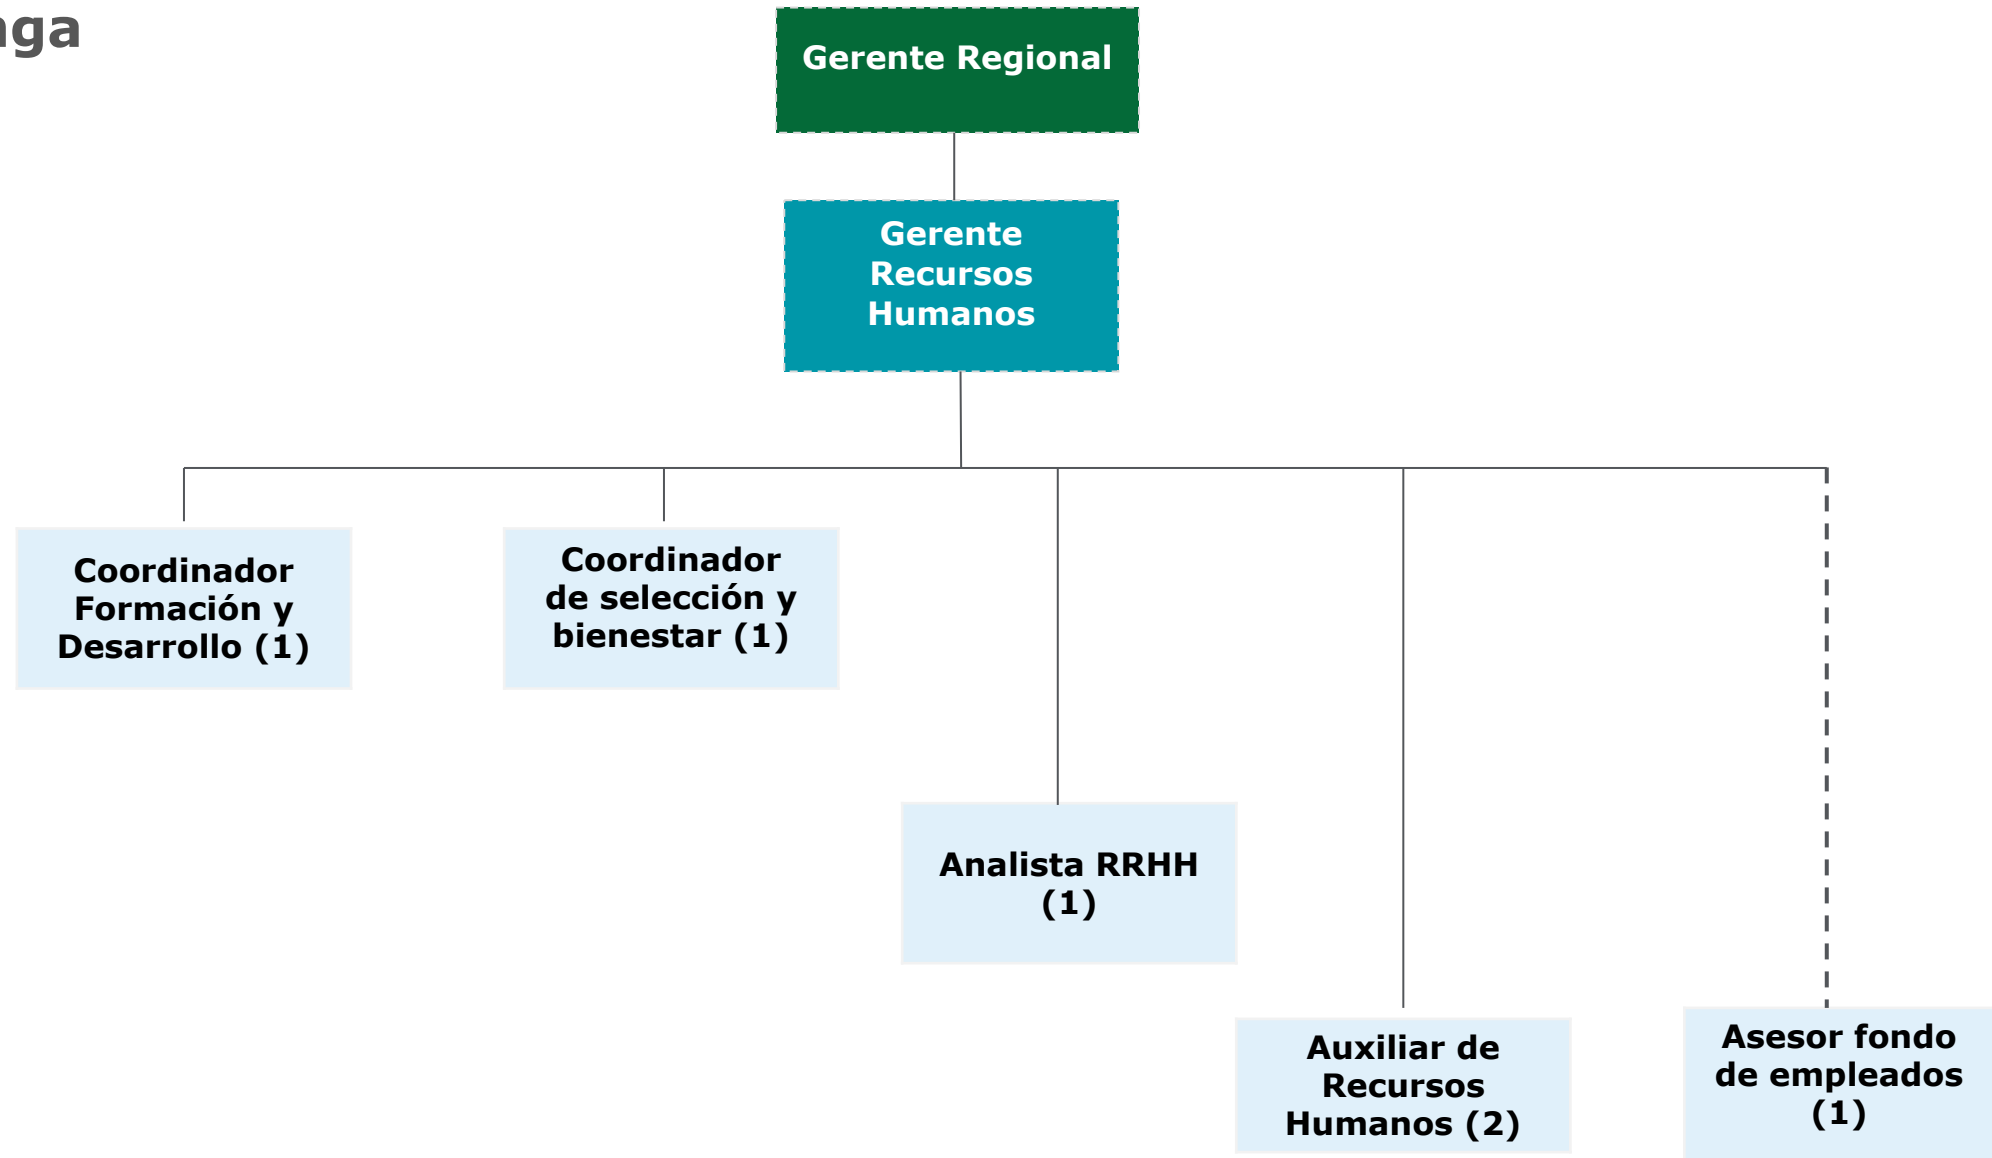 Gerente Regional
Gerente
Recursos
Humanos
Coordinador
Formación y
Desarrollo (1)
Coordinador
de selección y
bienestar (1)
Analista RRHH
(1)
Auxiliar de
Recursos
Humanos (2)
Asesor fondo
de empleados
(1)